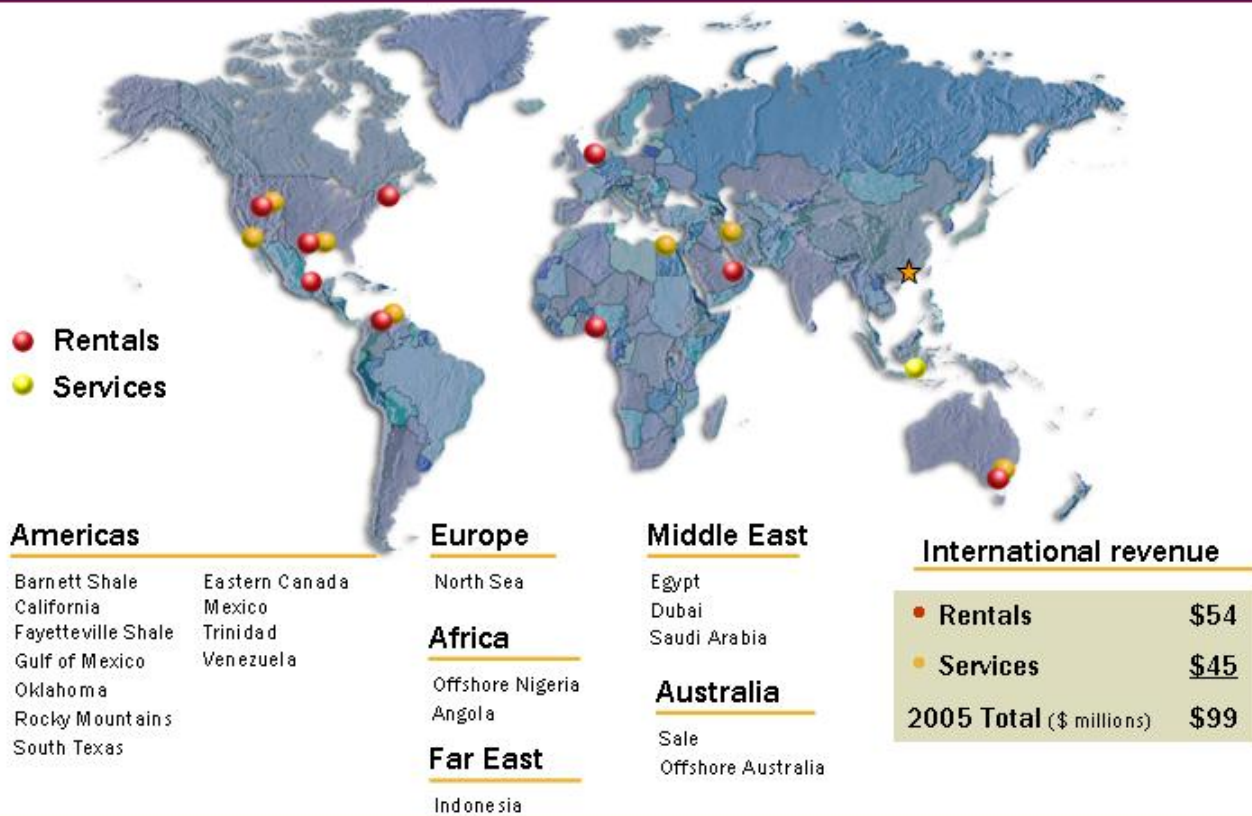 Rentals
Services
Americas
Barnett Shale
California
Fayetteville Shale
Gulf of Mexico
Oklahoma
Rocky Mountains
South Texas
Eastern Canada
Mexico
Trinidad
Venezuela
Europe
North Sea
Africa
Offshore Nigeria
Angola
Far East
Indonesia
Middle East
Egypt
Dubai
Saudi Arabia
Australia
Sale
Offshore Australia
International revenue
• Rentals $54
• Services $45
2005 Total ($ millions) $99